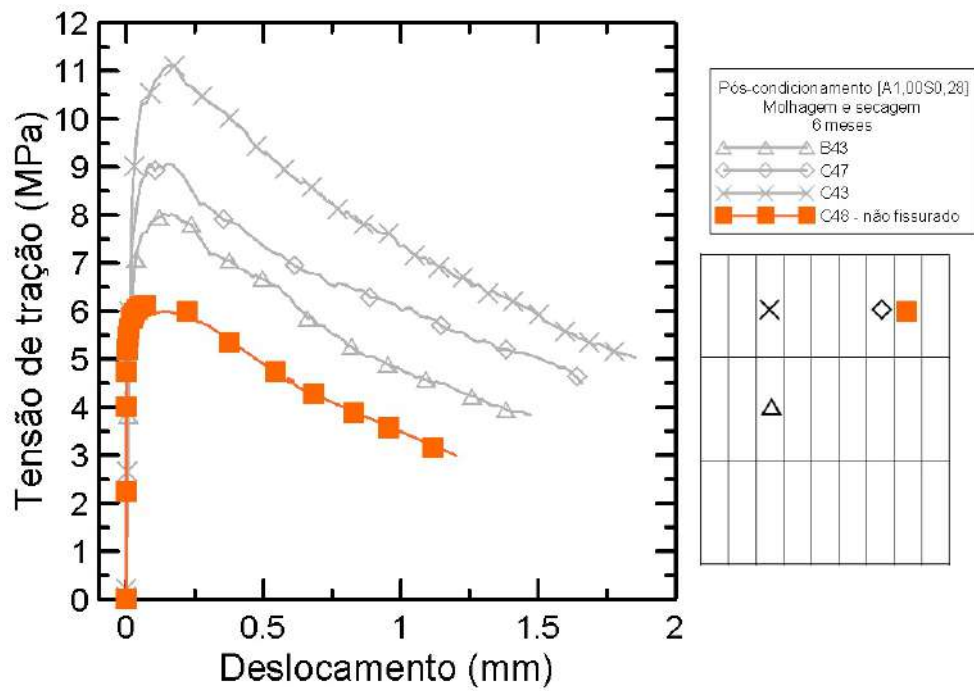 12
11
10
9
8
7
6
5
4
3
2
1
0
Tensão de tração (MPa)
0
0.5
1
1.5
2
Deslocamento (mm)
Pós-condicionamento [A1,00S0,28]
Molhagem e secagem
6 meses
B43
C47
C43
C48 - não fissurado